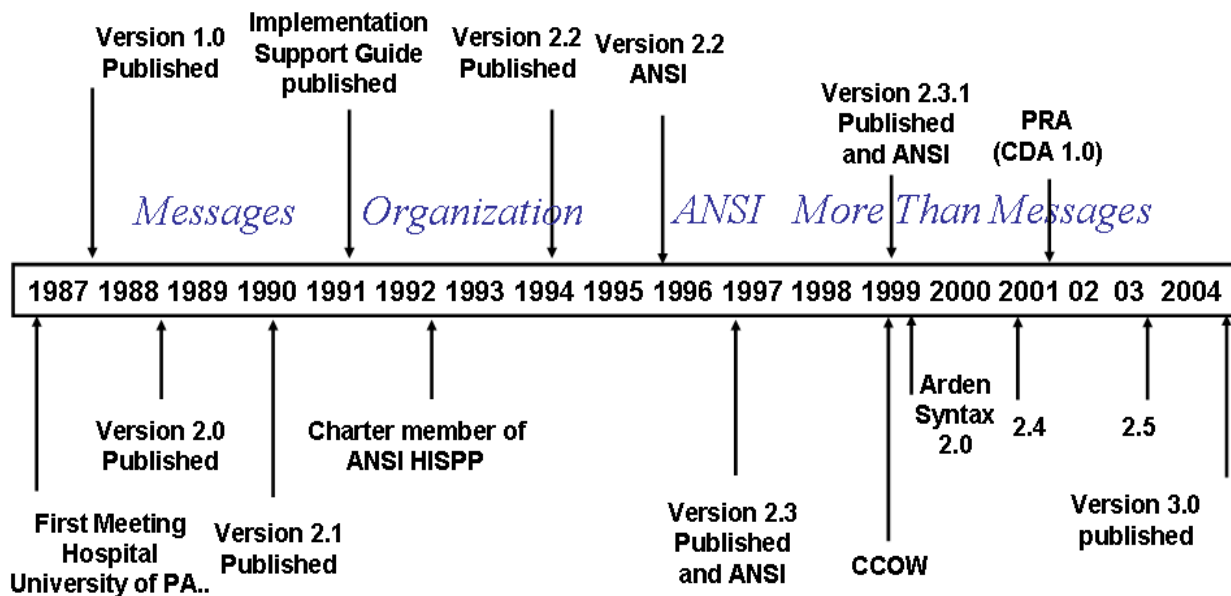 Version 1.0
Published
Implementation
Support Guide
published
Version 2.2
Published
Version 2.2
ANSI
Version 2.3.1
Published
and ANSI
PRA
(CDA 1.0)
Messages Organization ANSI More Than Messages
1987 1988 1989 1990 1991 1992 1993 1994 1995 1996 1997 1998 1999 2000 2001 02 03 2004
First Meeting
Hospital
University of PA..
Version 2.0
Published
Version 2.1
Published
Charter member of
ANSI HISPP
Version 2.3
Published
and ANSI
CCOW
Arden
Syntax
2.0
2.4
2.5
Version 3.0
published